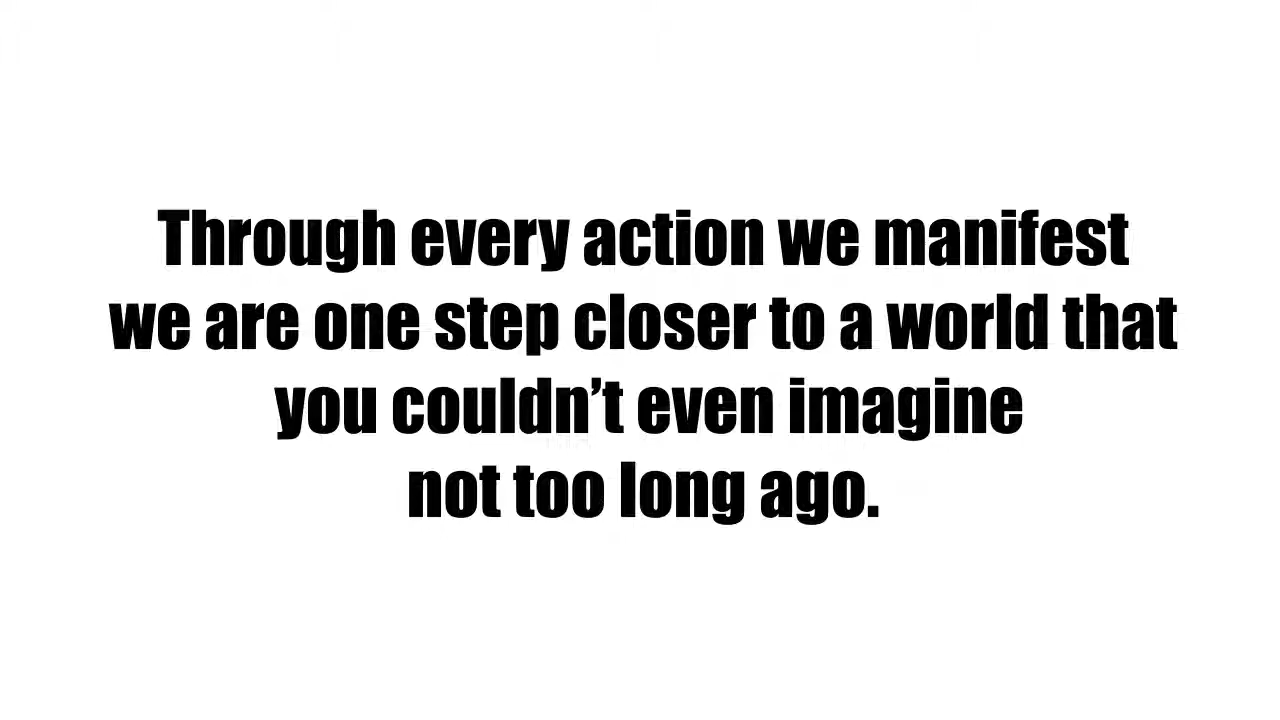 Through every action we manifest
we are one step closer to a world that
you couldn’t even imagine
not too long ago.